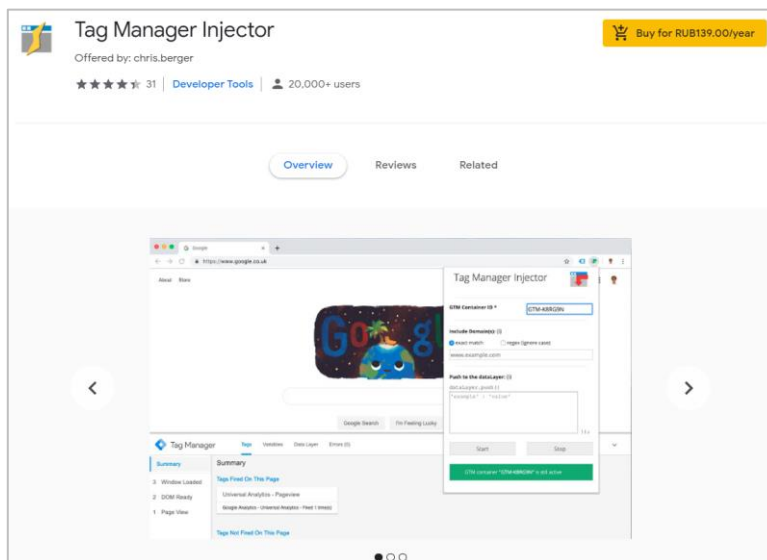 Tag Manager Injector
Buy for RUB139.00/year
Offered by: chris.berger
31 Developer Tools 20,000+ users
Overview Reviews Related
Google
https://www.google.co.uk
About Store
Tag Manager Injector
GTM Container ID *
Include Domain(s)
exact match regex (ignore case)
www.example.com
Push to the dataLayer:
dataLayer.push({
"example" : "value"
Google Search I'm Feeling Lucky
Start Stop
Tag Manager Tags Variables Data Layer Errors (0)
Summary Summary
3 Window Loaded Tags Fired On This Page
2 DOM Ready Universal Analytics - Pageview
1 Page View Google Analytics - Universal Analytics - Fired 1 time(s)
Tags Not Fired On This Page